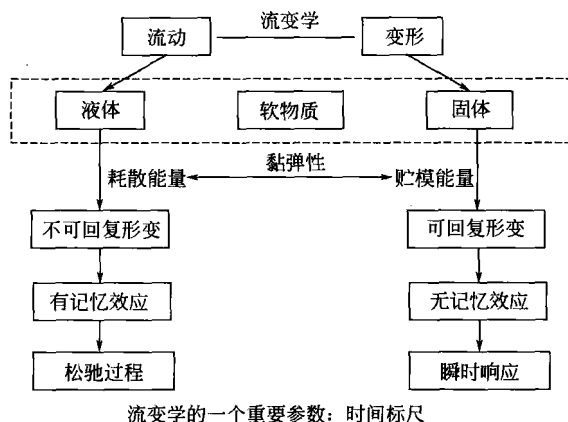 流变学
流动
变形
液体
软物质
固体
黏弹性
耗散能量
贮模能量
不可回复形变
可回复形变
有记忆效应
无记忆效应
松驰过程
瞬时响应
流变学的一个重要参数：时间标尺